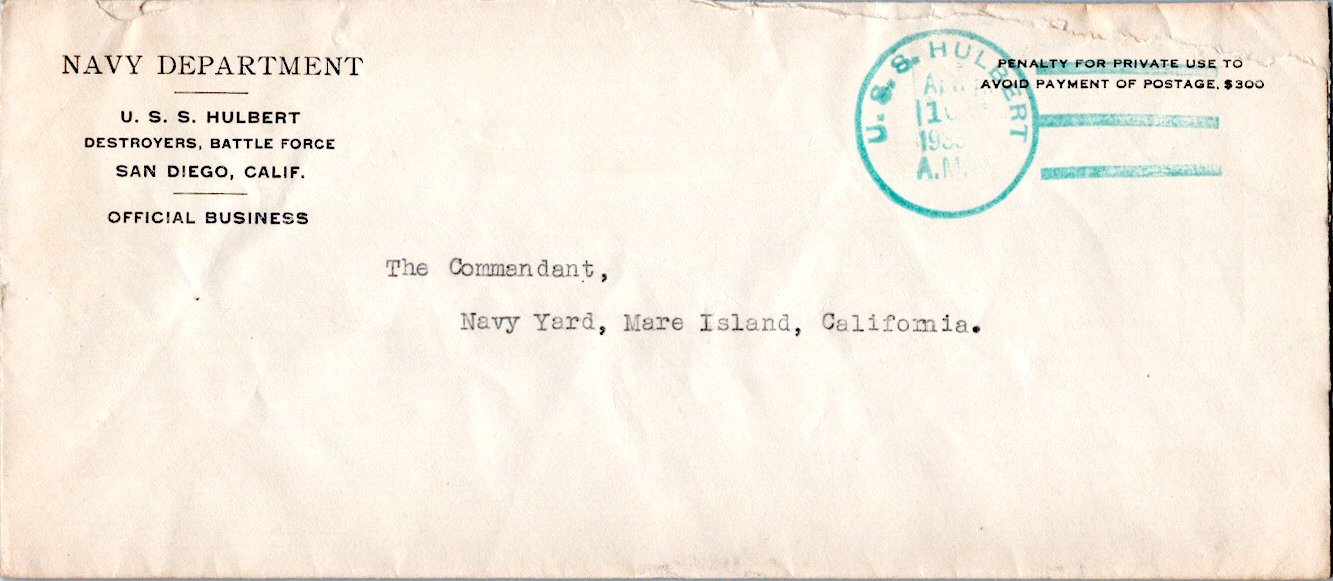 NAVY DEPARTMENT
U. S. S. HULBERT
DESTROYERS, BATTLE FORCE
SAN DIEGO, CALIF.
OFFICIAL BUSINESS
U. S. S. HULBERT
A.M.
PENALTY FOR PRIVATE USE TO
AVOID PAYMENT OF POSTAGE, $300
The Commandant,
Navy Yard, Mare Island, California.